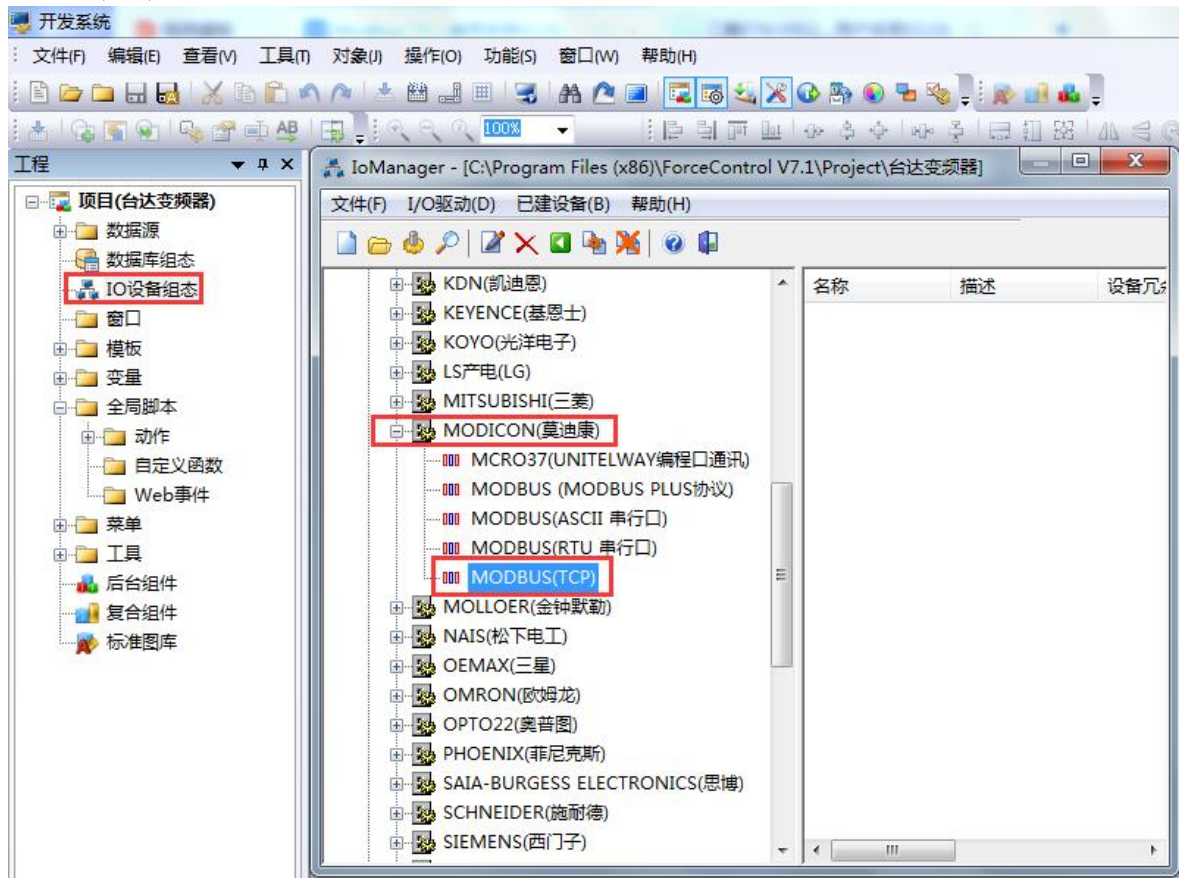 开发系统
文件(F) 编辑(E) 查看(V) 工具(T) 对象(J) 操作(O) 功能(S) 窗口(W) 帮助(H)
100%
工程
项目(台达变频器)
数据源
数据库组态
IO设备组态
窗口
模板
变量
全局脚本
动作
自定义函数
Web事件
菜单
工具
后台组件
复合组件
标准图库
IoManager - [C:\Program Files (x86)\ForceControl V7.1\Project\台达变频器]
文件(F) I/O驱动(D) 已建设备(B) 帮助(H)
KDN(凯迪恩)
KEYENCE(基恩士)
KOYO(光洋电子)
LS产电(LG)
MITSUBISHI(三菱)
MODICON(莫迪康)
MCRO37(UNITELWAY编程口通讯)
MODBUS (MODBUS PLUS协议)
MODBUS(ASCII 串行口)
MODBUS(RTU 串行口)
MODBUS(TCP)
MOLLOER(金钟默勒)
NAIS(松下电工)
OEMAX(三星)
OMRON(欧姆龙)
OPTO22(奥普图)
PHOENIX(菲尼克斯)
SAIA-BURGESS ELECTRONICS(思博)
SCHNEIDER(施耐德)
SIEMENS(西门子)
名称 描述 设备冗余